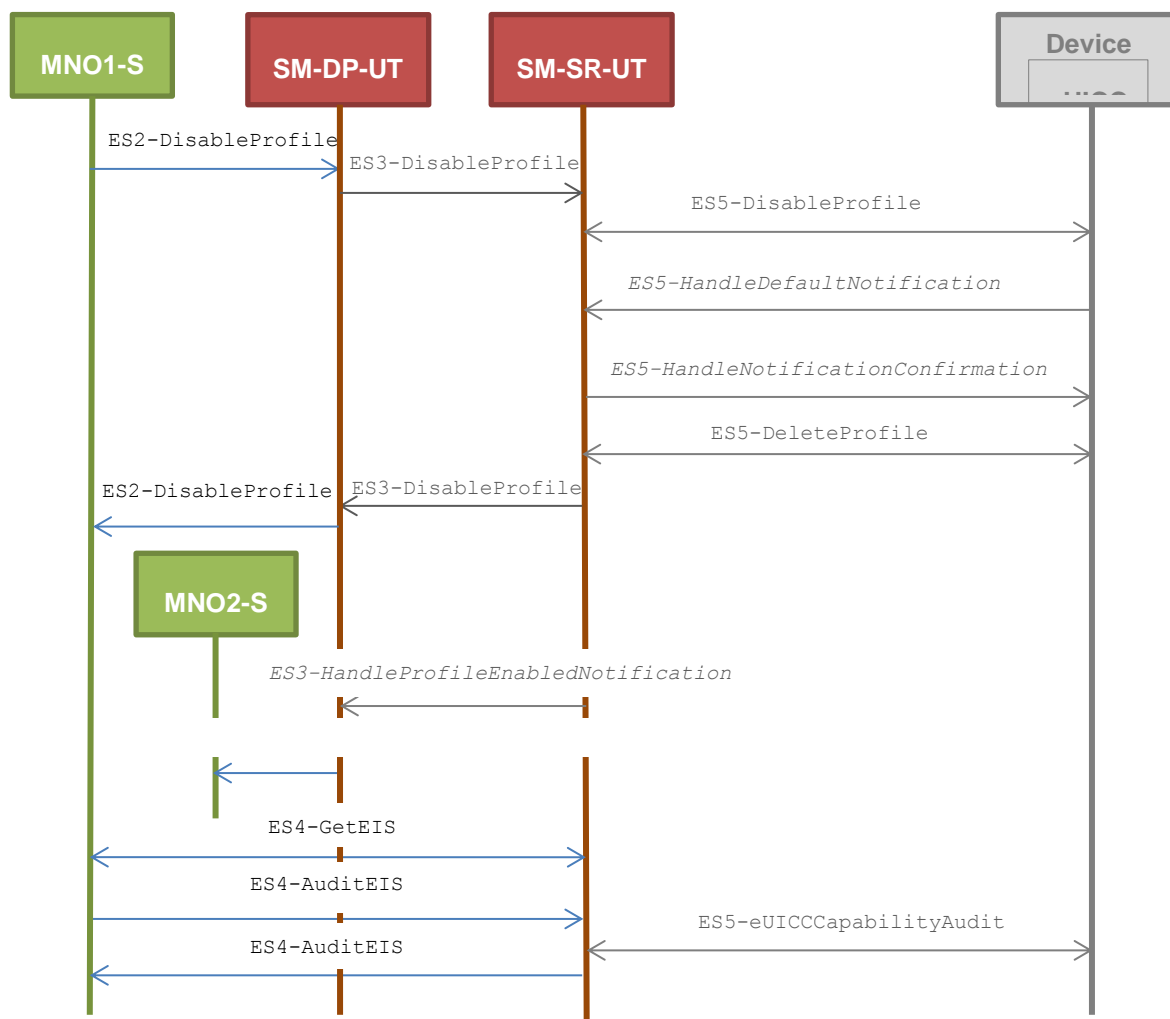 MNO1-S
SM-DP-UT
SM-SR-UT
Device
ES2-DisableProfile
ES3-DisableProfile
ES5-DisableProfile
ES5-HandleDefaultNotification
ES5-HandleNotificationConfirmation
ES5-DeleteProfile
ES2-DisableProfile
ES3-DisableProfile
MNO2-S
ES3-HandleProfileEnabledNotification
ES4-GetEIS
ES4-AuditEIS
ES5-eUICCCapabilityAudit
ES4-AuditEIS